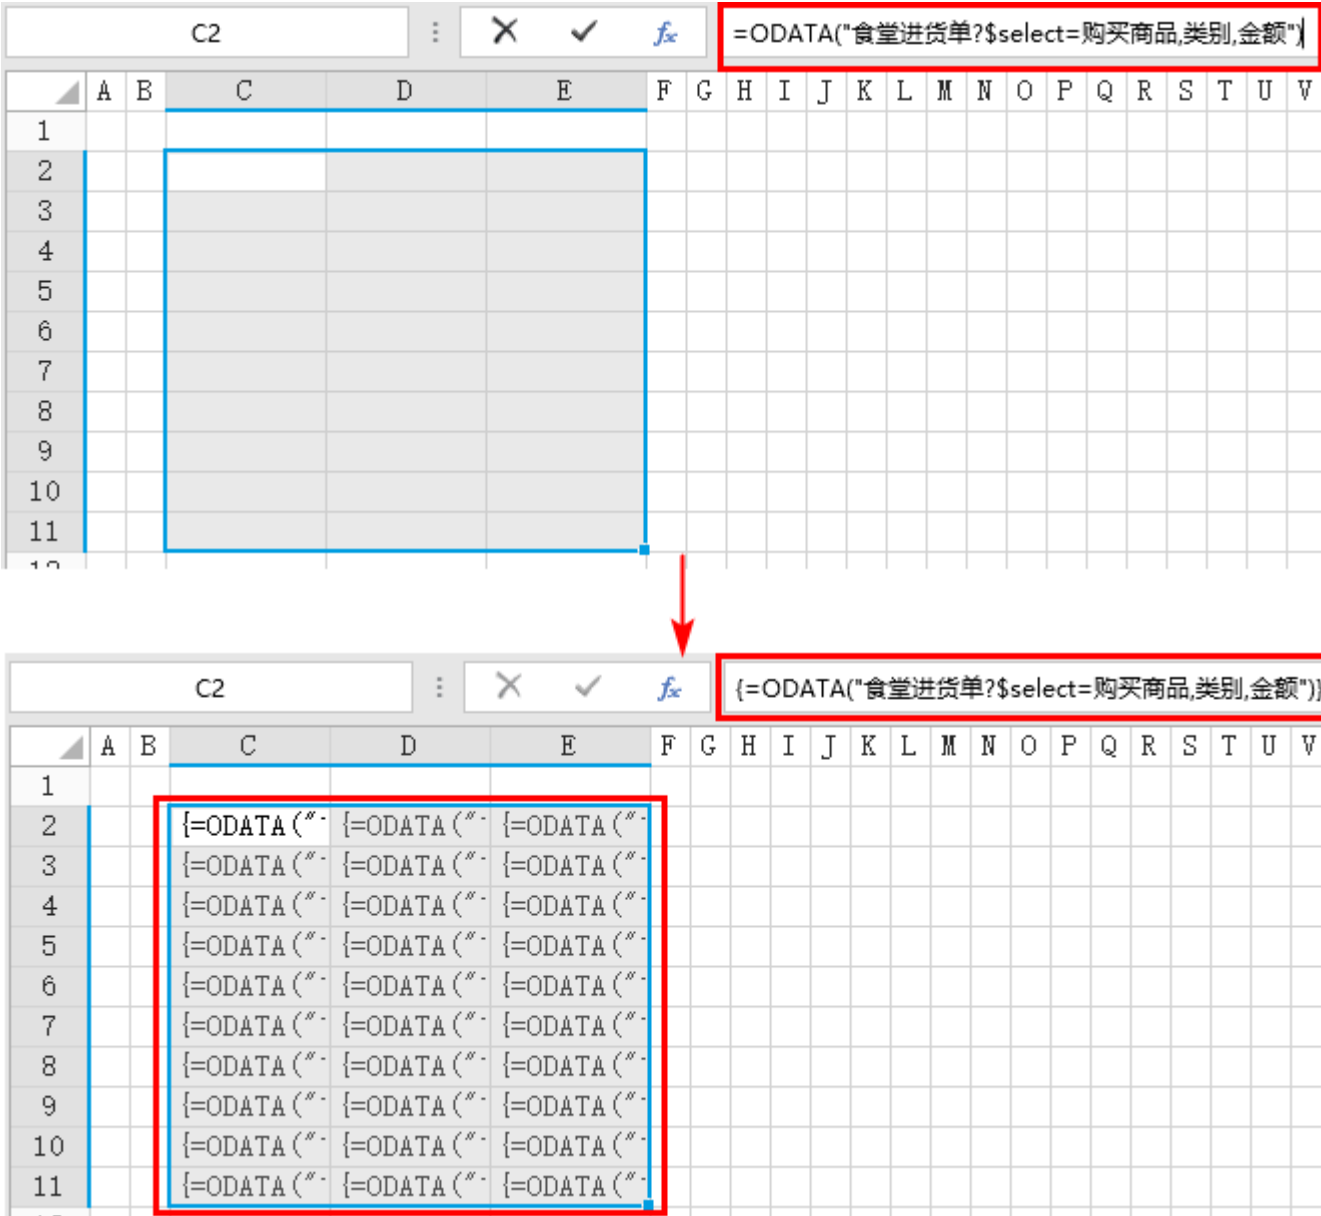 C2 =ODATA("食堂进货单?$select=购买商品,类别,金额")
A B C D E F G H I J K L M N O P Q R S T U V
1
2
3
4
5
6
7
8
9
10
11
12
C2 {=ODATA("食堂进货单?$select=购买商品,类别,金额")}
A B C D E F G H I J K L M N O P Q R S T U V
1
2 {=ODATA(" {=ODATA(" {=ODATA("
3 {=ODATA(" {=ODATA(" {=ODATA("
4 {=ODATA(" {=ODATA(" {=ODATA("
5 {=ODATA(" {=ODATA(" {=ODATA("
6 {=ODATA(" {=ODATA(" {=ODATA("
7 {=ODATA(" {=ODATA(" {=ODATA("
8 {=ODATA(" {=ODATA(" {=ODATA("
9 {=ODATA(" {=ODATA(" {=ODATA("
10 {=ODATA(" {=ODATA(" {=ODATA("
11 {=ODATA(" {=ODATA(" {=ODATA("